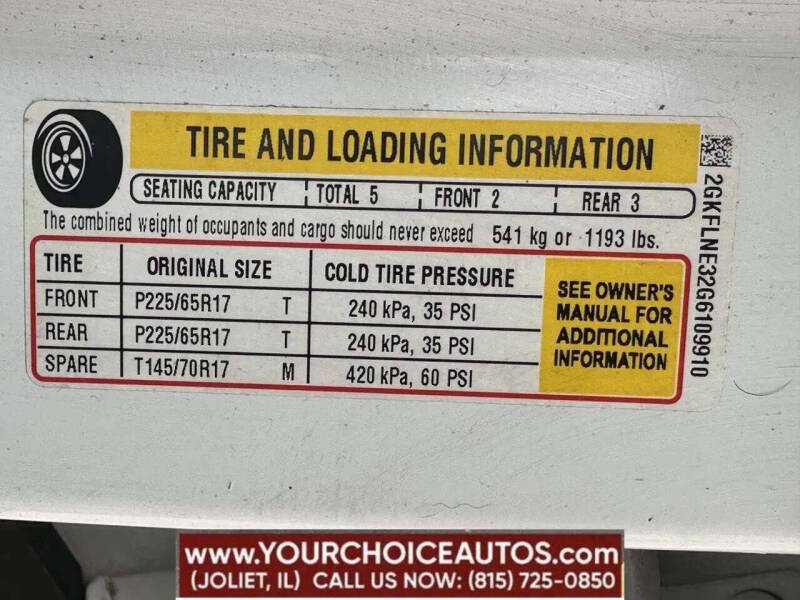 TIRE AND LOADING INFORMATION
SEATING CAPACITY TOTAL 5 FRONT 2 REAR 3
The combined weight of occupants and cargo should never exceed 541 kg or 1193 lbs.
TIRE ORIGINAL SIZE COLD TIRE PRESSURE
FRONT P225/65R17 T 240 kPa, 35 PSI
REAR P225/65R17 T 240 kPa, 35 PSI
SPARE T145/70R17 M 420 kPa, 60 PSI
SEE OWNER'S
MANUAL FOR
ADDITIONAL
INFORMATION
2GKFLNE32G6109910
www.YOURCHOICEAUTOS.com
(JOLIET, IL) CALL US NOW: (815) 725-0850